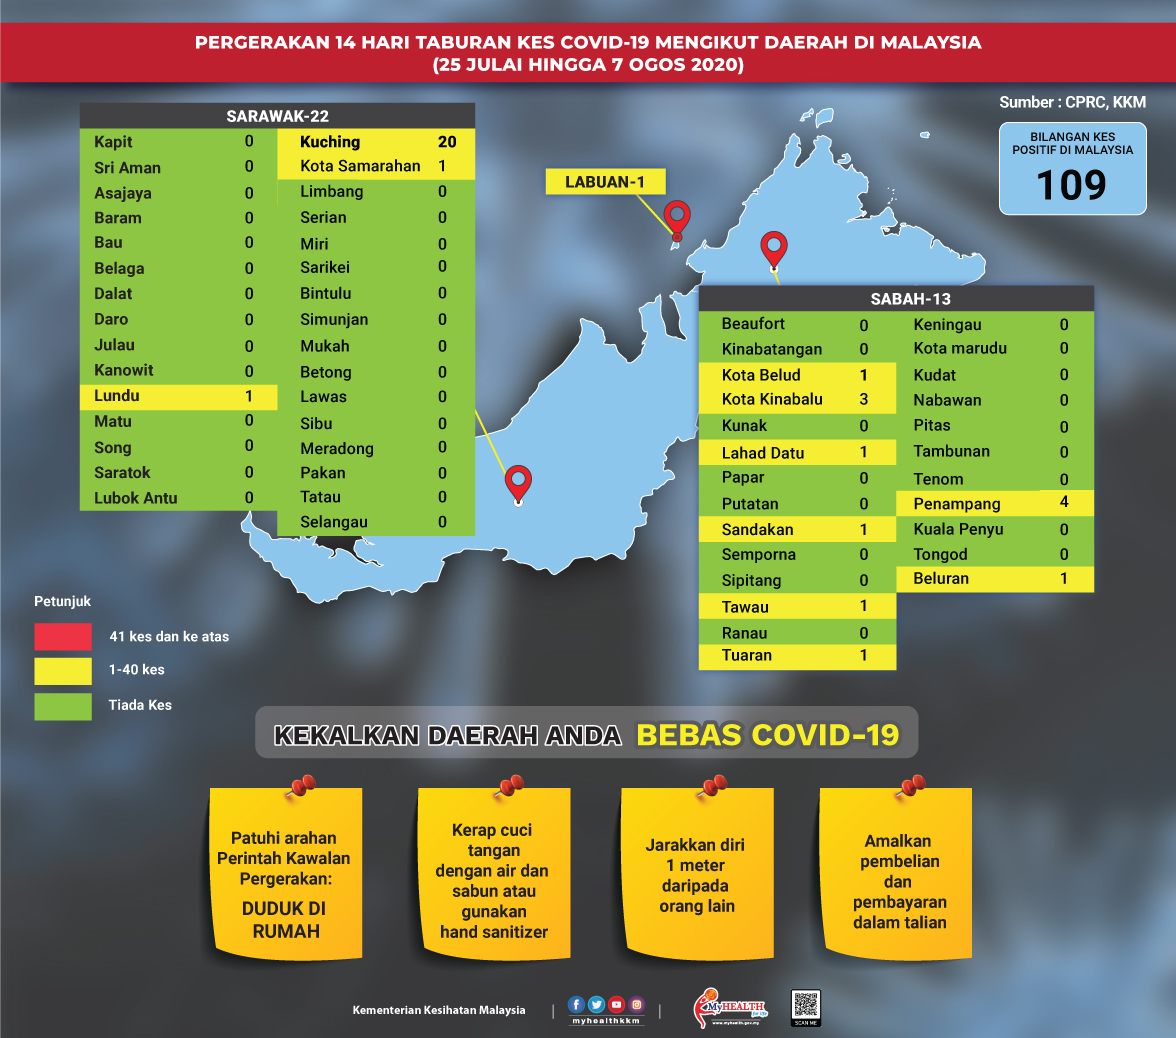 PERGERAKAN 14 HARI TABURAN KES COVID-19 MENGIKUT DAERAH DI MALAYSIA
(25 JULAI HINGGA 7 OGOS 2020)
Sumber : CPRC, KKM
BILANGAN KES
POSITIF DI MALAYSIA
109
SARAWAK-22
Kapit 0
Sri Aman 0
Asajaya 0
Baram 0
Bau 0
Belaga 0
Dalat 0
Daro 0
Julau 0
Kanowit 0
Lundu 1
Matu 0
Song 0
Saratok 0
Lubok Antu 0
Kuching 20
Kota Samarahan 1
Limbang 0
Serian 0
Miri 0
Sarikei 0
Bintulu 0
Simunjan 0
Mukah 0
Betong 0
Lawas 0
Sibu 0
Meradong 0
Pakan 0
Tatau 0
Selangau 0
LABUAN-1
SABAH-13
Beaufort 0
Kinabatangan 0
Kota Belud 1
Kota Kinabalu 3
Kunak 0
Lahad Datu 1
Papar 0
Putatan 0
Sandakan 1
Semporna 0
Sipitang 0
Tawau 1
Ranau 0
Tuaran 1
Keningau 0
Kota marudu 0
Kudat 0
Nabawan 0
Pitas 0
Tambunan 0
Tenom 0
Penampang 4
Kuala Penyu 0
Tongod 0
Beluran 1
Petunjuk
41 kes dan ke atas
1-40 kes
Tiada Kes
KEKALKAN DAERAH ANDA BEBAS COVID-19
Patuhi arahan
Perintah Kawalan
Pergerakan:
DUDUK DI
RUMAH
Kerap cuci
tangan
dengan air dan
sabun atau
gunakan
hand sanitizer
Jarakkan diri
1 meter
daripada
orang lain
Amalkan
pembelian
dan
pembayaran
dalam talian
Kementerian Kesihatan Malaysia
myhealthkkm
MyHEALTH
for life
www.myhealth.gov.my
SCAN ME